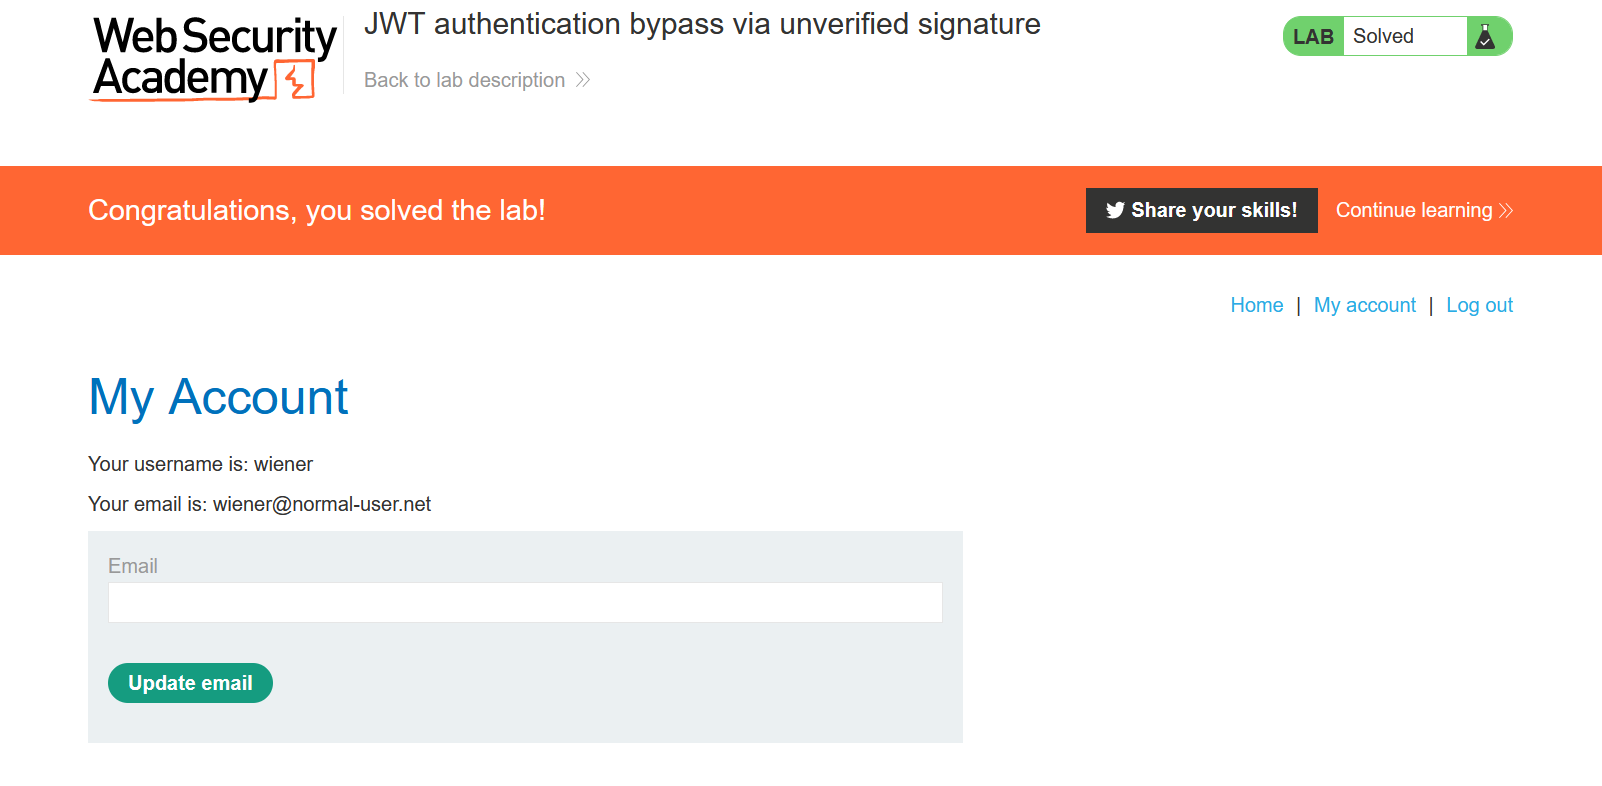 Web Security
Academy
JWT authentication bypass via unverified signature
Back to lab description
LAB Solved
Congratulations, you solved the lab!
Share your skills!
Continue learning
Home | My account | Log out
My Account
Your username is: wiener
Your email is: wiener@normal-user.net
Email
Update email